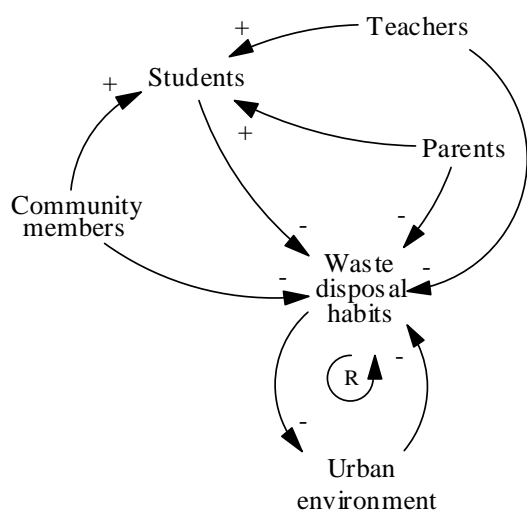 Teachers
+
Students
+
+
Parents
Community
members
-
-
-
-
Waste
disposal
habits
R
-
-
Urban
environment